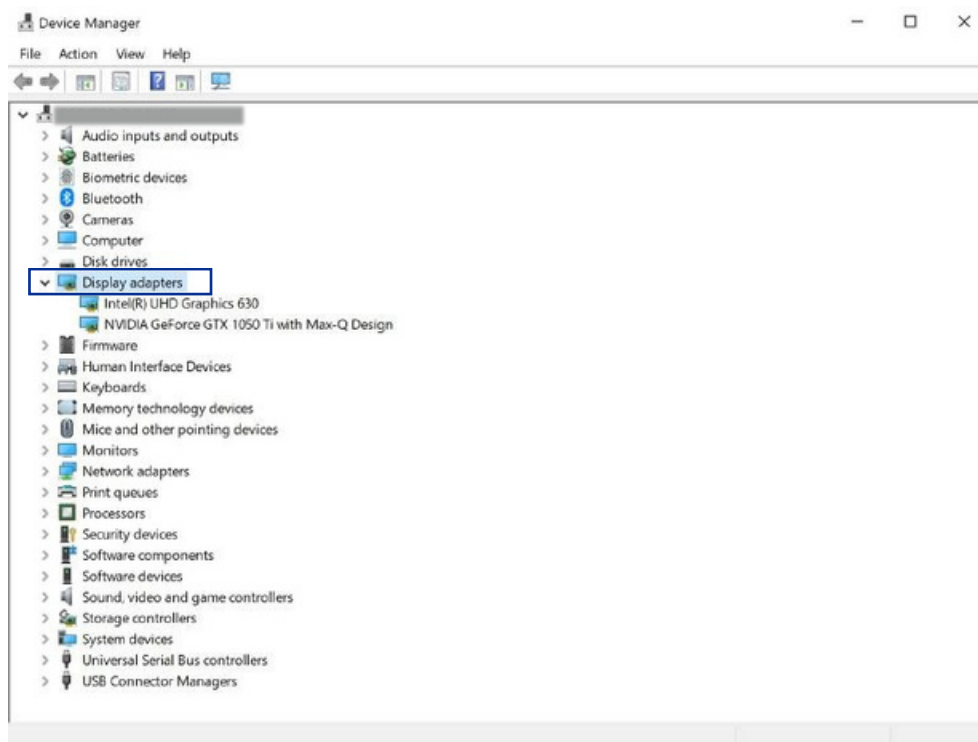 Device Manager
File Action View Help
Audio inputs and outputs
Batteries
Biometric devices
Bluetooth
Cameras
Computer
Disk drives
Display adapters
Intel(R) UHD Graphics 630
NVIDIA GeForce GTX 1050 Ti with Max-Q Design
Firmware
Human Interface Devices
Keyboards
Memory technology devices
Mice and other pointing devices
Monitors
Network adapters
Print queues
Processors
Security devices
Software components
Software devices
Sound, video and game controllers
Storage controllers
System devices
Universal Serial Bus controllers
USB Connector Managers